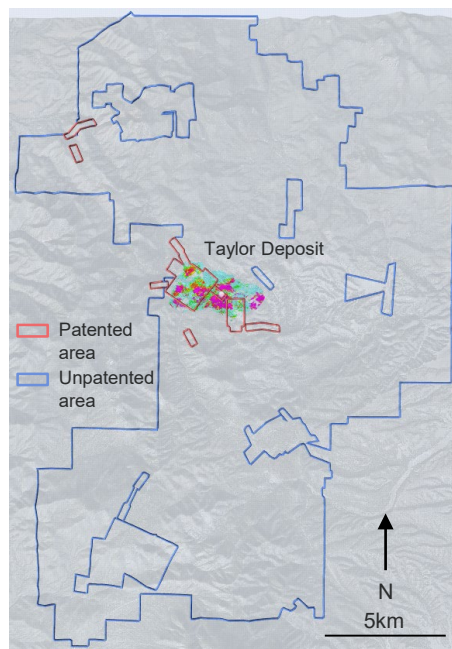 Taylor Deposit
Patented
area
Unpatented
area
N
5km